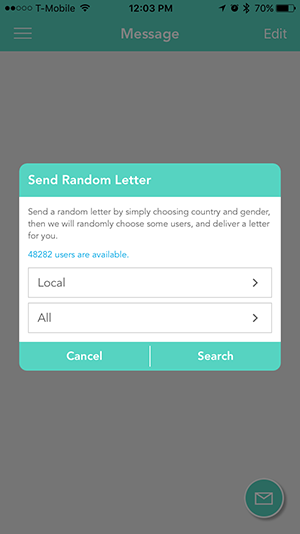 T-Mobile 12:03 PM 70%
Message Edit
Send Random Letter
Send a random letter by simply choosing country and gender,
then we will randomly choose some users, and deliver a letter
for you.
48282 users are available.
Local
All
Cancel Search